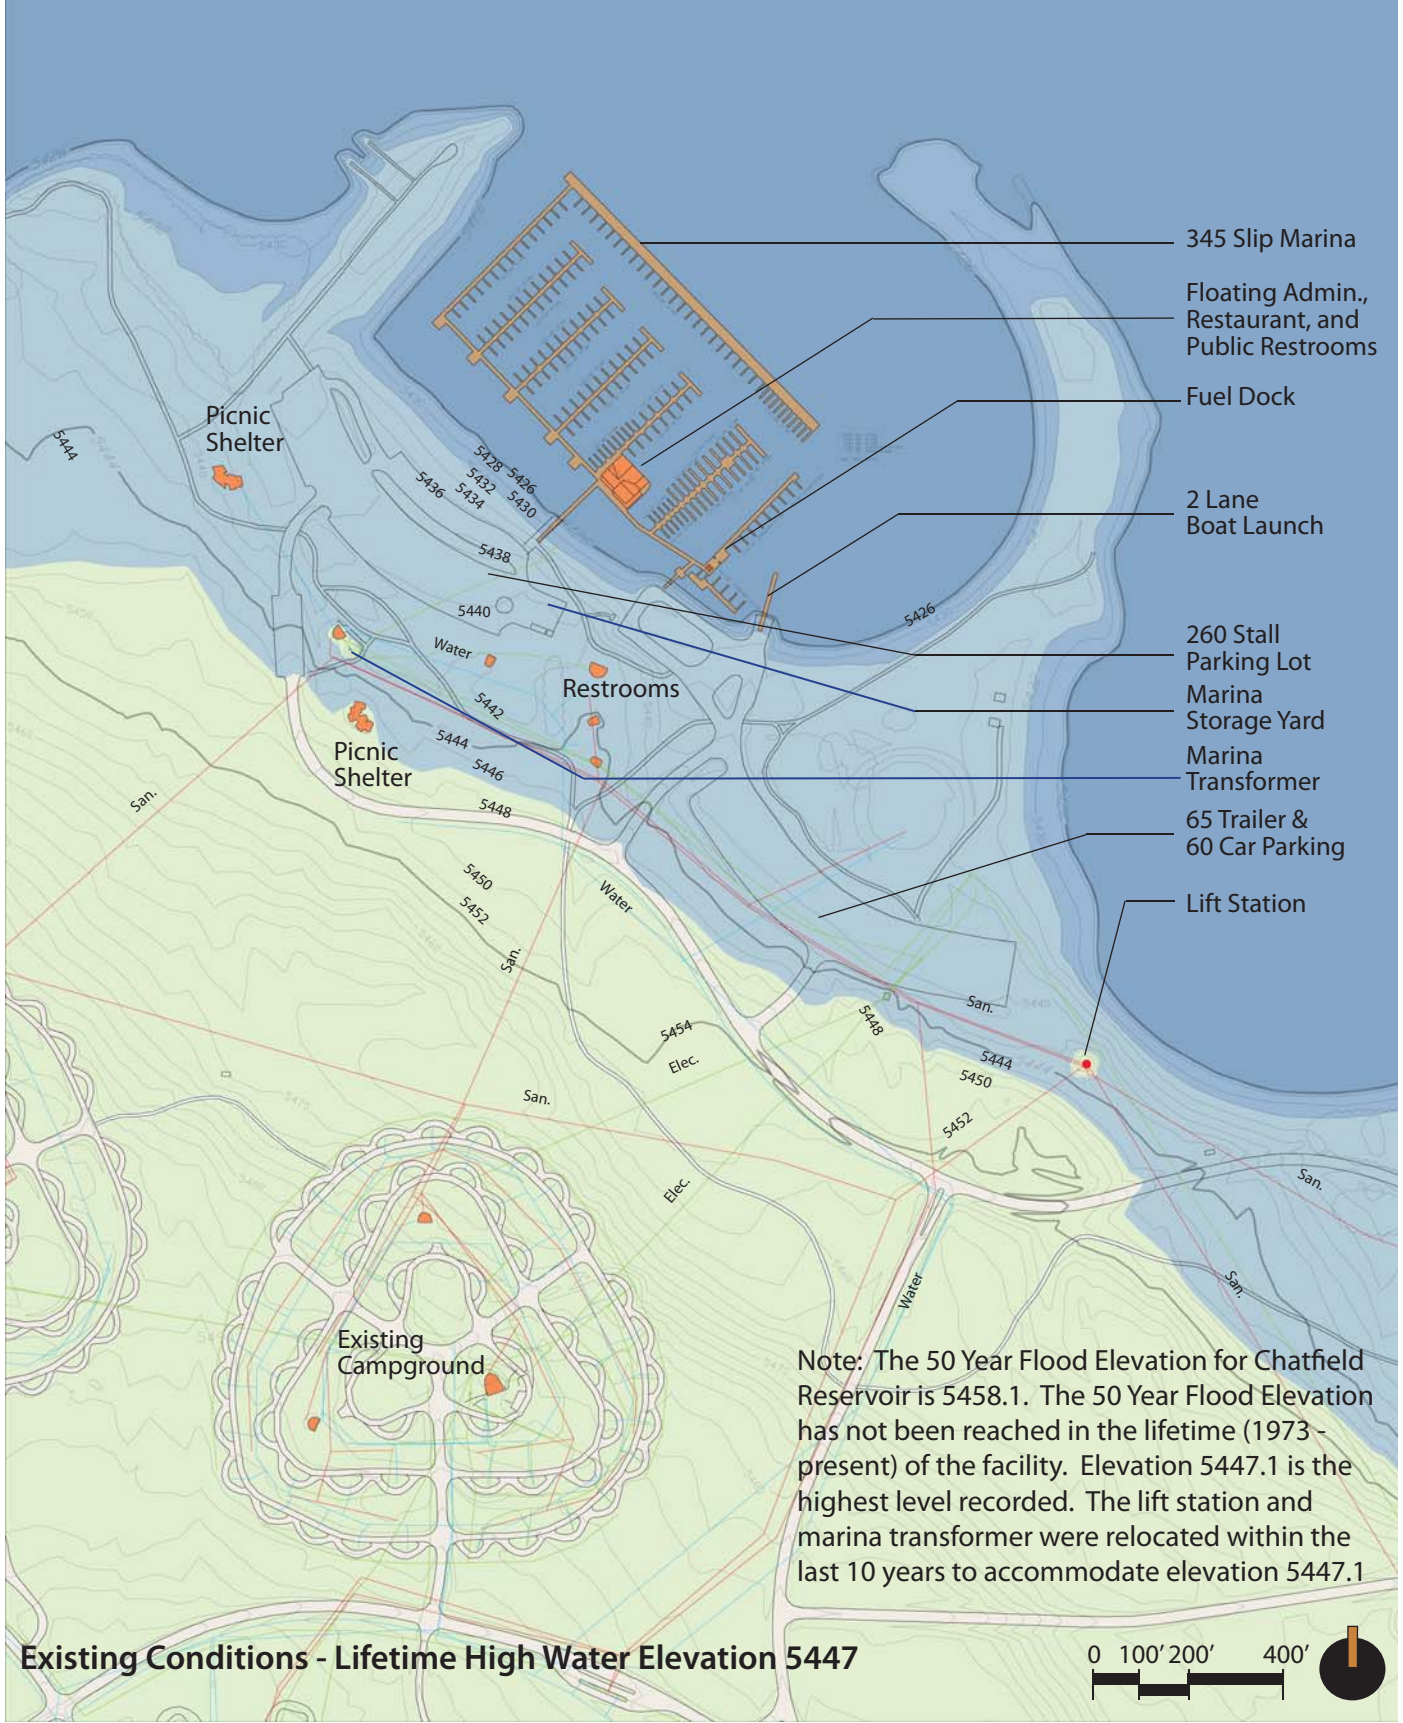 345 Slip Marina
Floating Admin.,
Restaurant, and
Public Restrooms
Fuel Dock
Picnic
Shelter
5444
5428
5426
5432
5436
5434
5430
2 Lane
Boat Launch
5438
5440
5426
260 Stall
Parking Lot
Water
Restrooms
Marina
Storage Yard
5442
5444
Picnic
Shelter
5446
Marina
Transformer
San.
5448
65 Trailer &
60 Car Parking
5450
Water
5452
Lift Station
San.
San.
5448
5454
Elec.
5444
5450
San.
5452
Elec.
San.
San.
Water
Existing
Campground
Note: The 50 Year Flood Elevation for Chatfield
Reservoir is 5458.1. The 50 Year Flood Elevation
has not been reached in the lifetime (1973 -
present) of the facility. Elevation 5447.1 is the
highest level recorded. The lift station and
marina transformer were relocated within the
last 10 years to accommodate elevation 5447.1
Existing Conditions - Lifetime High Water Elevation 5447
0 100’ 200’ 400’